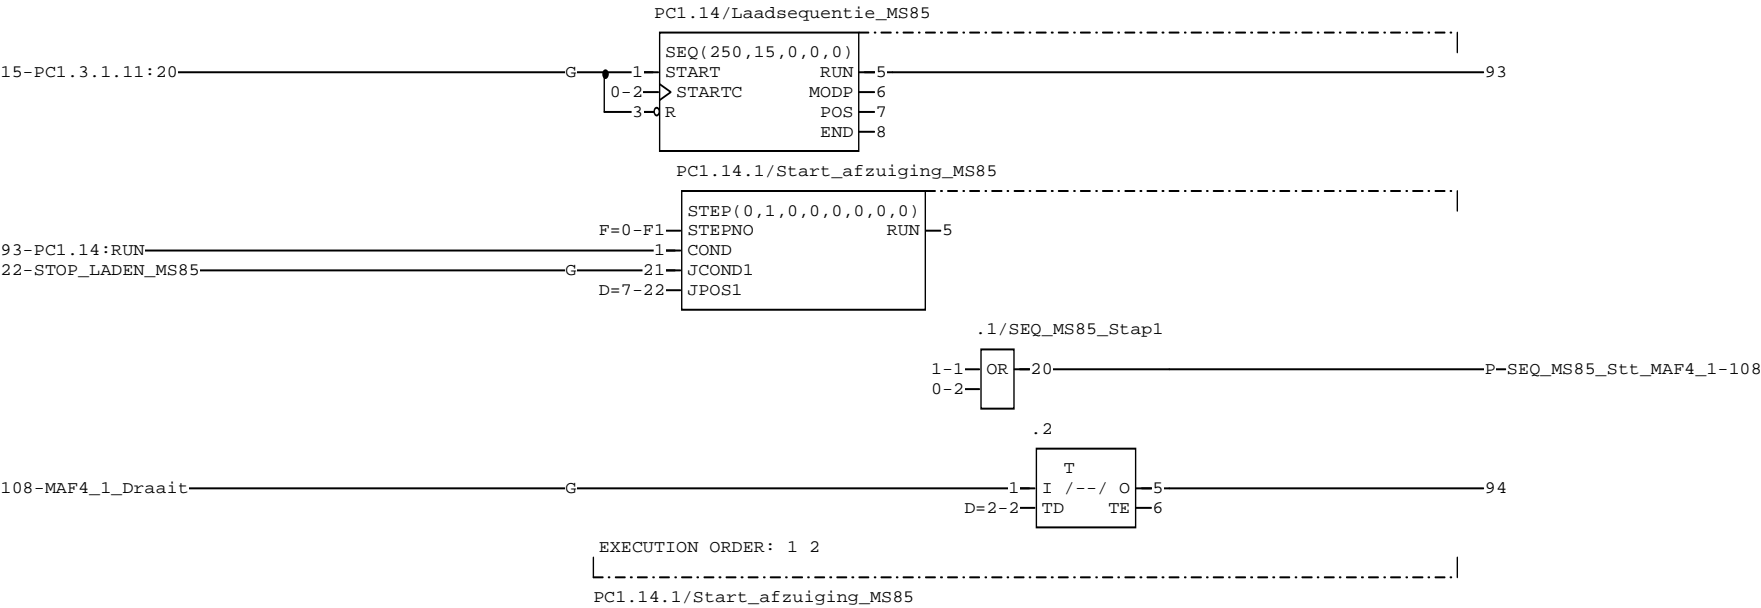 PC1.14/Laadsequentie_MS85
SEQ(250,15,0,0,0)
15-PC1.3.1.11:20 G 1 START RUN 5 93
0-2 STARTC MODP 6
3 R POS 7
END 8
PC1.14.1/Start_afzuiging_MS85
STEP(0,1,0,0,0,0,0,0)
F=0-F1 STEPNO RUN 5
93-PC1.14:RUN 1 COND
22-STOP_LADEN_MS85 G 21 JCOND1
D=7-22 JPOS1
.1/SEQ_MS85_Stap1
1-1 OR 20 P-SEQ_MS85_Stt_MAF4_1-108
0-2
.2
T
108-MAF4_1_Draait G 1 I /--/ O 5 94
D=2-2 TD TE 6
EXECUTION ORDER: 1 2
PC1.14.1/Start_afzuiging_MS85